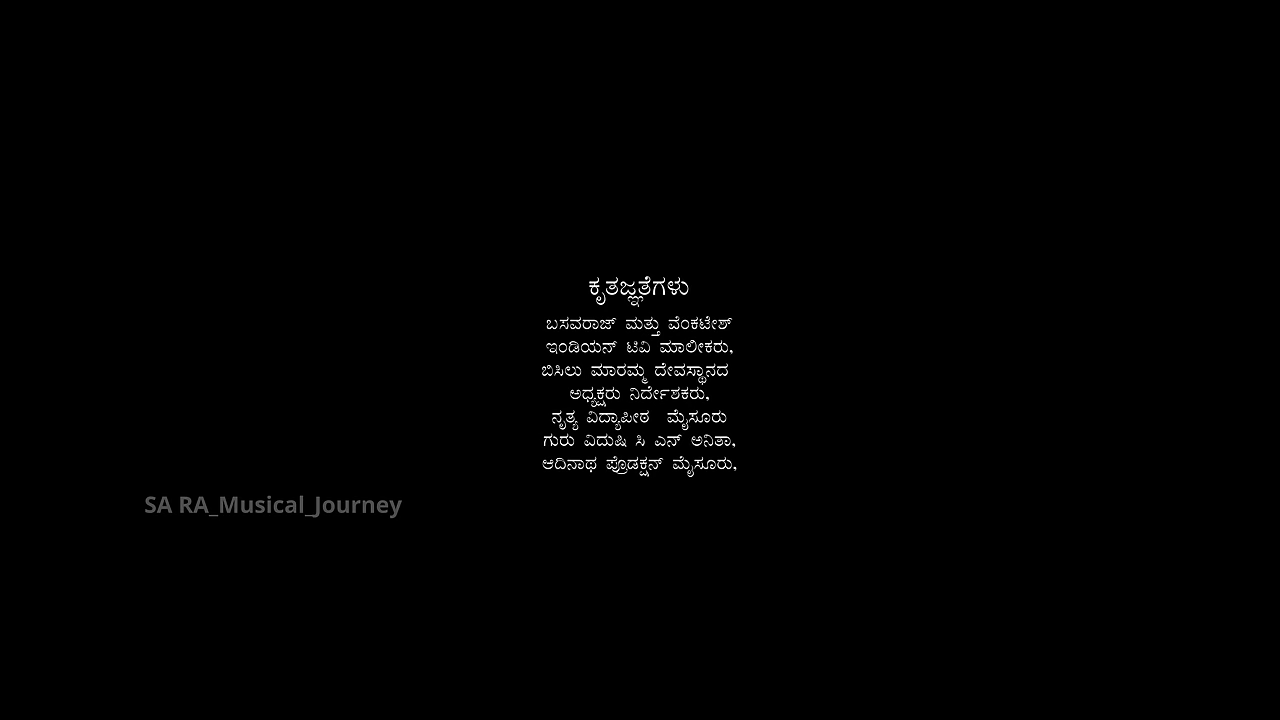 ಕೃತಜ್ಞತೆಗಳು
ಬಸವರಾಜ್ ಮತ್ತು ವೆಂಕಟೇಶ್
ಇಂಡಿಯನ್ ಟಿವಿ ಮಾಲೀಕರು,
ಬಿಸಿಲು ಮಾರಮ್ಮ ದೇವಸ್ಥಾನದ
ಅಧ್ಯಕ್ಷರು ನಿರ್ದೇಶಕರು,
ನೃತ್ಯ ವಿದ್ಯಾಪೀಠ ಮೈಸೂರು
ಗುರು ವಿದುಷಿ ಸಿ ಎನ್ ಅನಿತಾ,
ಆದಿನಾಥ ಪ್ರೊಡಕ್ಷನ್ ಮೈಸೂರು,
SA RA_Musical_Journey